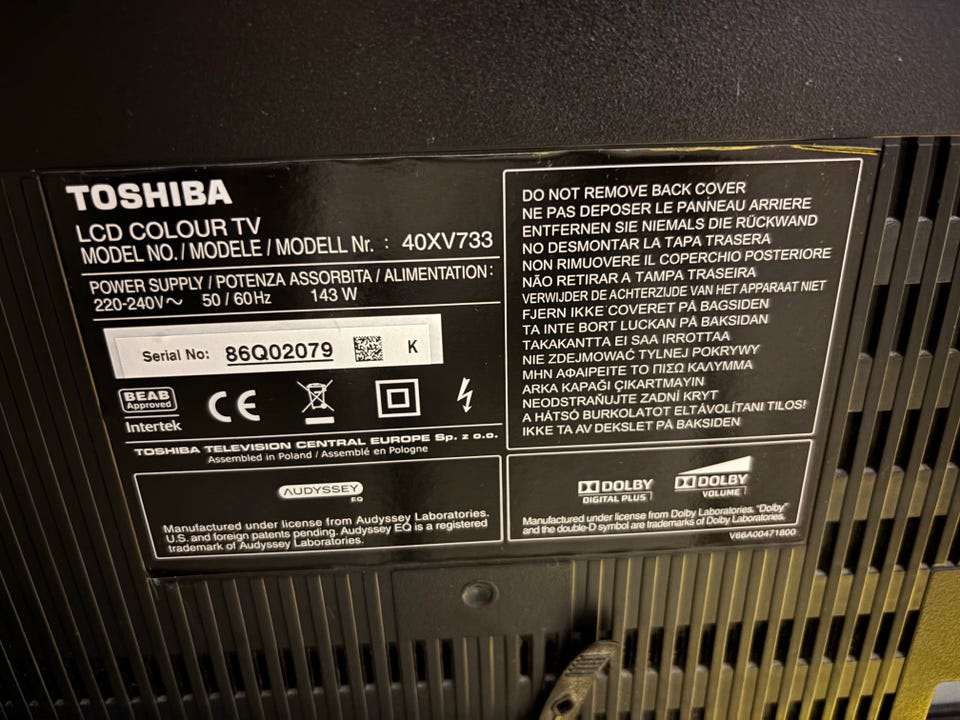 TOSHIBA
LCD COLOUR TV
MODEL NO. / MODELE / MODELL Nr. : 40XV733
POWER SUPPLY / POTENZA ASSORBITA / ALIMENTATION:
220-240V~ 50 / 60Hz 143 W
Serial No: 86Q02079 K
BEAB
Approved
Intertek
CE
TOSHIBA TELEVISION CENTRAL EUROPE Sp. z o.o.
Assembled in Poland / Assemblé en Pologne
AUDYSSEY
EQ
Manufactured under license from Audyssey Laboratories.
U.S. and foreign patents pending. Audyssey EQ is a registered
trademark of Audyssey Laboratories.
DO NOT REMOVE BACK COVER
NE PAS DEPOSER LE PANNEAU ARRIERE
ENTFERNEN SIE NIEMALS DIE RÜCKWAND
NO DESMONTAR LA TAPA TRASERA
NON RIMUOVERE IL COPERCHIO POSTERIORE
NÃO RETIRAR A TAMPA TRASEIRA
VERWIJDER DE ACHTERZIJDE VAN HET APPARAAT NIET
FJERN IKKE COVERET PÅ BAGSIDEN
TA INTE BORT LUCKAN PÅ BAKSIDAN
TAKAKANTTA EI SAA IRROTTAA
NIE ZDEJMOWAĆ TYLNEJ POKRYWY
ΜΗΝ ΑΦΑΙΡΕΙΤΕ ΤΟ ΠΙΣΩ ΚΑΛΥΜΜΑ
ARKA KAPAĞI ÇIKARTMAYIN
NEODSTRAŇUJTE ZADNÍ KRYT
A HÁTSÓ BURKOLATOT ELTÁVOLÍTANI TILOS!
IKKE TA AV DEKSLET PÅ BAKSIDEN
DOLBY
DIGITAL PLUS
DOLBY
VOLUME
Manufactured under license from Dolby Laboratories. "Dolby"
and the double-D symbol are trademarks of Dolby Laboratories.
V66A00471800